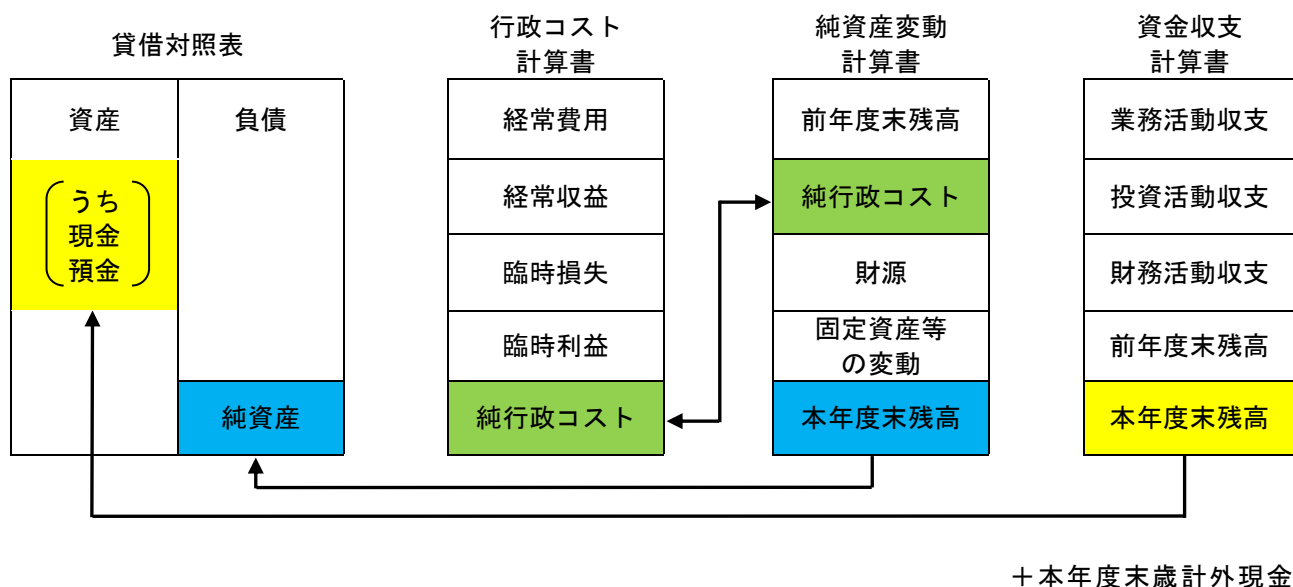 貸借対照表
資産
負債
うち
現金
預金
純資産
行政コスト
計算書
経常費用
経常収益
臨時損失
臨時利益
純行政コスト
純資産変動
計算書
前年度末残高
純行政コスト
財源
固定資産等
の変動
本年度末残高
資金収支
計算書
業務活動収支
投資活動収支
財務活動収支
前年度末残高
本年度末残高
＋本年度末歳計外現金